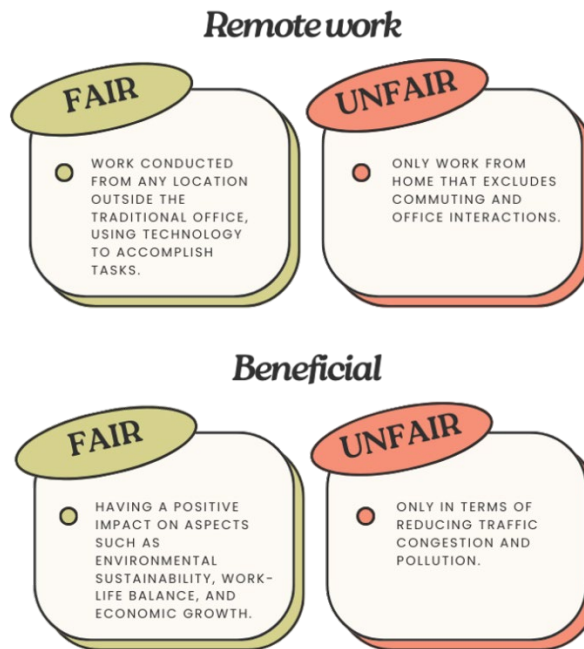 Remote work
FAIR
WORK CONDUCTED
FROM ANY LOCATION
OUTSIDE THE
TRADITIONAL OFFICE,
USING TECHNOLOGY
TO ACCOMPLISH
TASKS.
UNFAIR
ONLY WORK FROM
HOME THAT EXCLUDES
COMMUTING AND
OFFICE INTERACTIONS.
Beneficial
FAIR
HAVING A POSITIVE
IMPACT ON ASPECTS
SUCH AS
ENVIRONMENTAL
SUSTAINABILITY, WORK-
LIFE BALANCE, AND
ECONOMIC GROWTH.
UNFAIR
ONLY IN TERMS OF
REDUCING TRAFFIC
CONGESTION AND
POLLUTION.